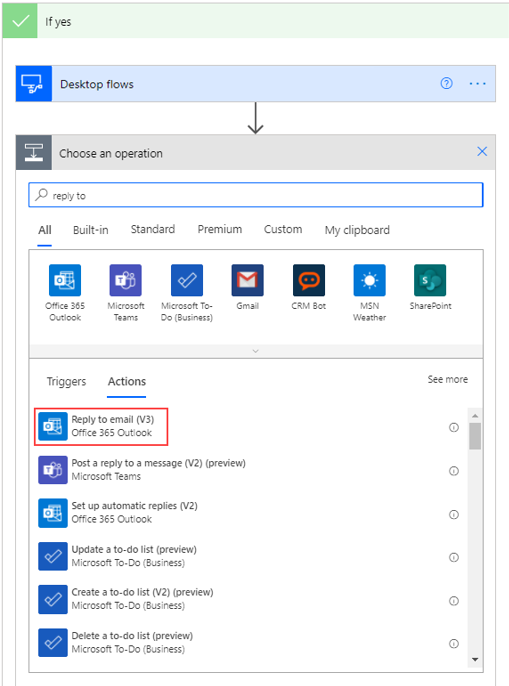 If yes
Desktop flows
Choose an operation
reply to
All Built-in Standard Premium Custom My clipboard
Office 365 Outlook
Microsoft Teams
Microsoft To-Do (Business)
Gmail
CRM Bot
MSN Weather
SharePoint
Triggers Actions See more
Reply to email (V3)
Office 365 Outlook
Post a reply to a message (V2) (preview)
Microsoft Teams
Set up automatic replies (V2)
Office 365 Outlook
Update a to-do list (preview)
Microsoft To-Do (Business)
Create a to-do list (V2) (preview)
Microsoft To-Do (Business)
Delete a to-do list (preview)
Microsoft To-Do (Business)